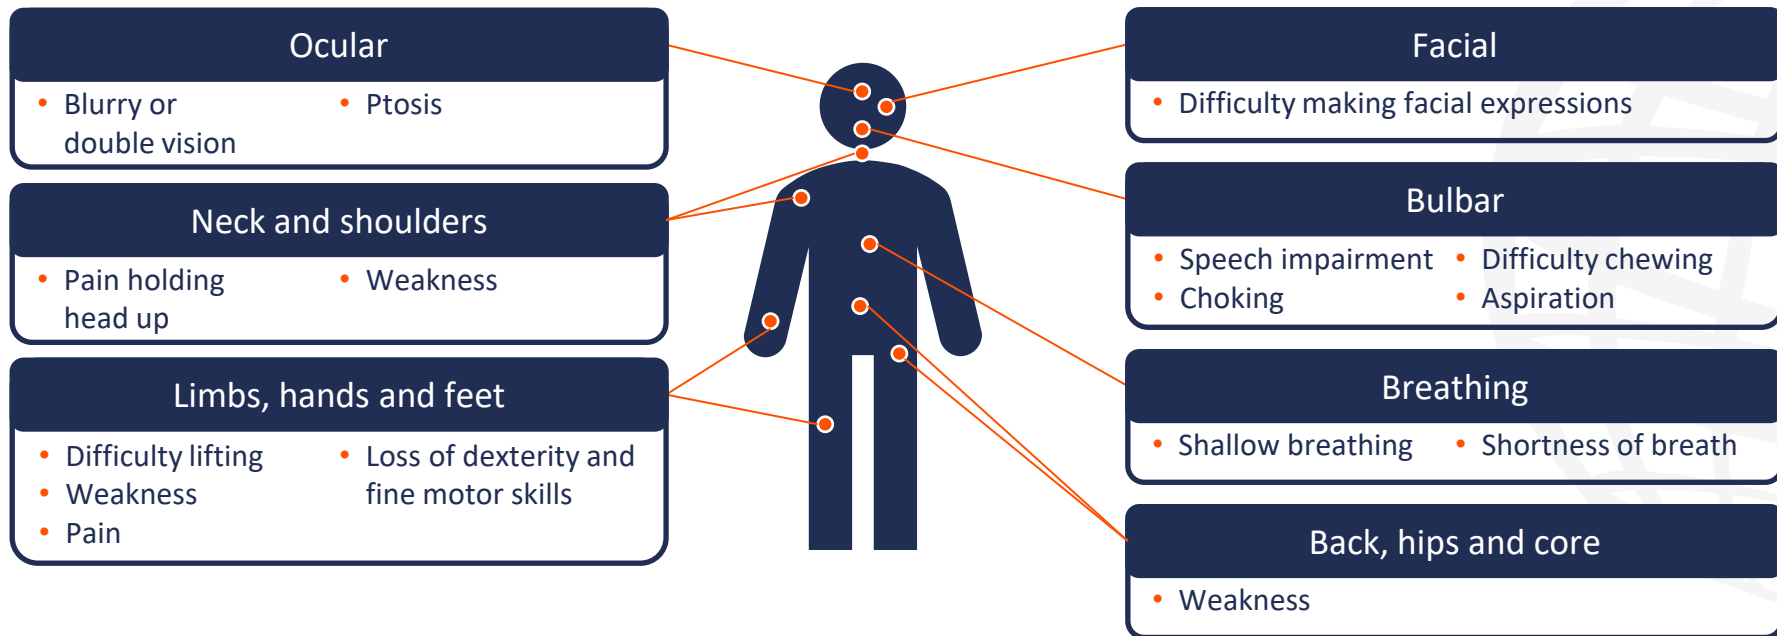 Ocular
• Blurry or
double vision
• Ptosis
Neck and shoulders
• Pain holding
head up
• Weakness
Limbs, hands and feet
• Difficulty lifting
• Weakness
• Pain
• Loss of dexterity and
fine motor skills
Facial
• Difficulty making facial expressions
Bulbar
• Speech impairment
• Choking
• Difficulty chewing
• Aspiration
Breathing
• Shallow breathing
• Shortness of breath
Back, hips and core
• Weakness